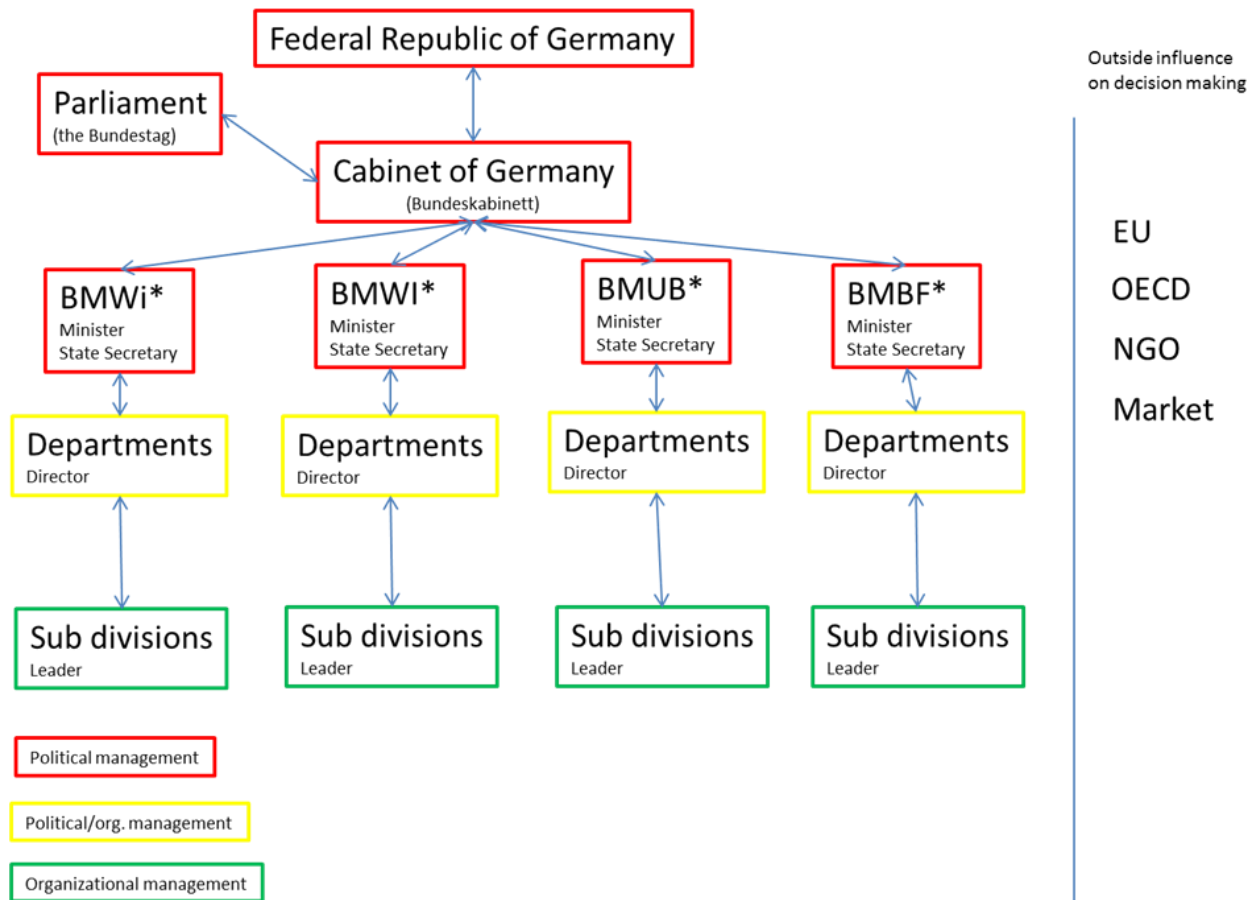 Federal Republic of Germany
Outside influence
on decision making
Parliament
(the Bundestag)
Cabinet of Germany
(Bundeskabinett)
EU
OECD
NGO
Market
BMWi*
Minister
State Secretary
BMWI*
Minister
State Secretary
BMUB*
Minister
State Secretary
BMBF*
Minister
State Secretary
Departments
Director
Departments
Director
Departments
Director
Departments
Director
Sub divisions
Leader
Sub divisions
Leader
Sub divisions
Leader
Sub divisions
Leader
Political management
Political/org. management
Organizational management